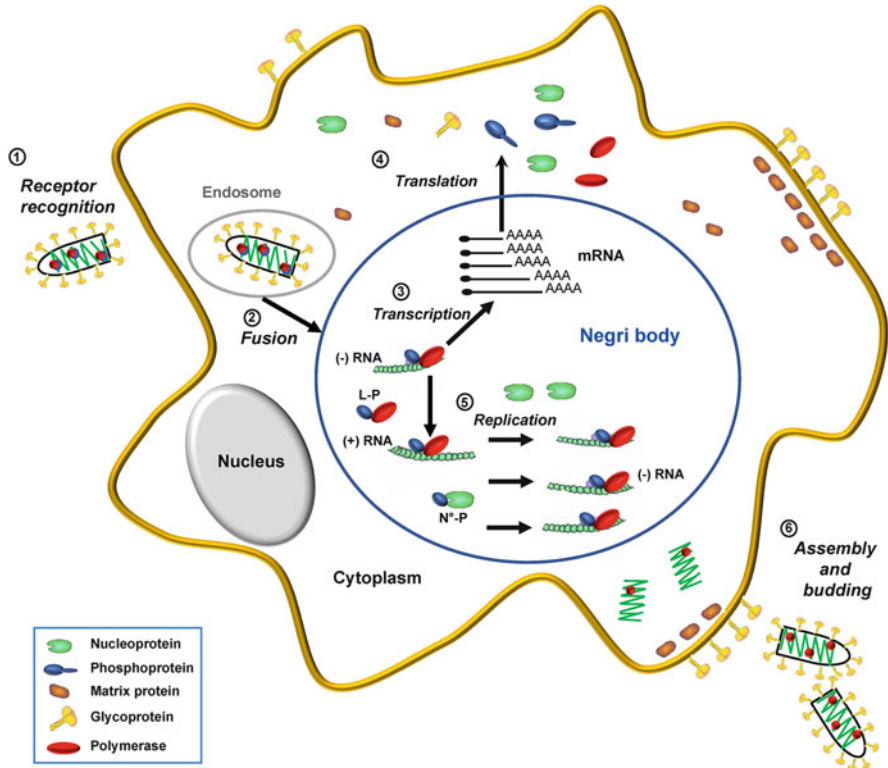 ①
Receptor
recognition
Endosome
②
Fusion
④
Translation
AAAA
AAAA
AAAA
AAAA
AAAA
mRNA
③
Transcription
Negri body
(-) RNA
L-P
(+) RNA
⑤
Replication
(-) RNA
N°-P
Nucleus
Cytoplasm
⑥
Assembly
and
budding
Nucleoprotein
Phosphoprotein
Matrix protein
Glycoprotein
Polymerase